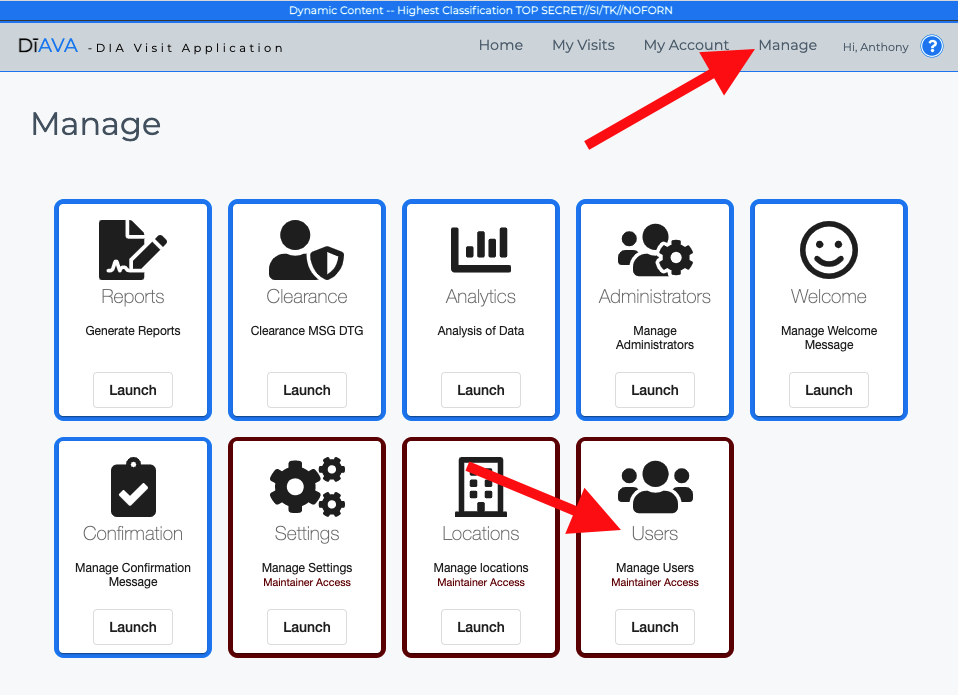 Dynamic Content -- Highest Classification TOP SECRET//SI/TK//NOFORN
DīAVA -DIA Visit Application
Home My Visits My Account Manage Hi, Anthony ?
Manage
Reports
Generate Reports
Launch
Clearance
Clearance MSG DTG
Launch
Analytics
Analysis of Data
Launch
Administrators
Manage
Administrators
Launch
Welcome
Manage Welcome
Message
Launch
Confirmation
Manage Confirmation
Message
Launch
Settings
Manage Settings
Maintainer Access
Launch
Locations
Manage locations
Maintainer Access
Launch
Users
Manage Users
Maintainer Access
Launch